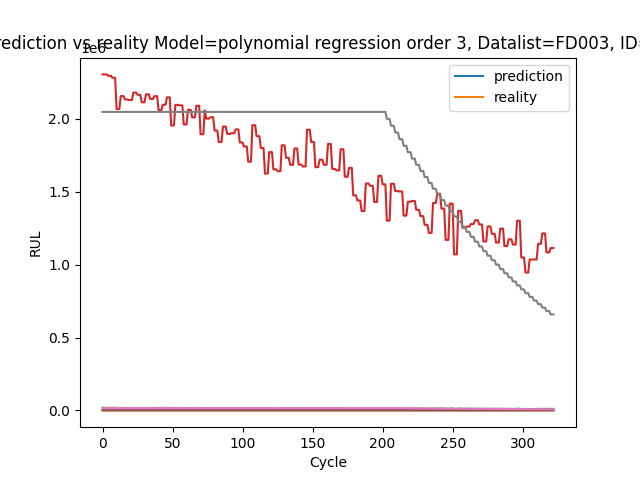 rediction vs reality Model=polynomial regression order 3, Datalist=FD003, ID=
1e6
prediction
reality
2.0
1.5
1.0
0.5
0.0
RUL
0
50
100
150
200
250
300
Cycle